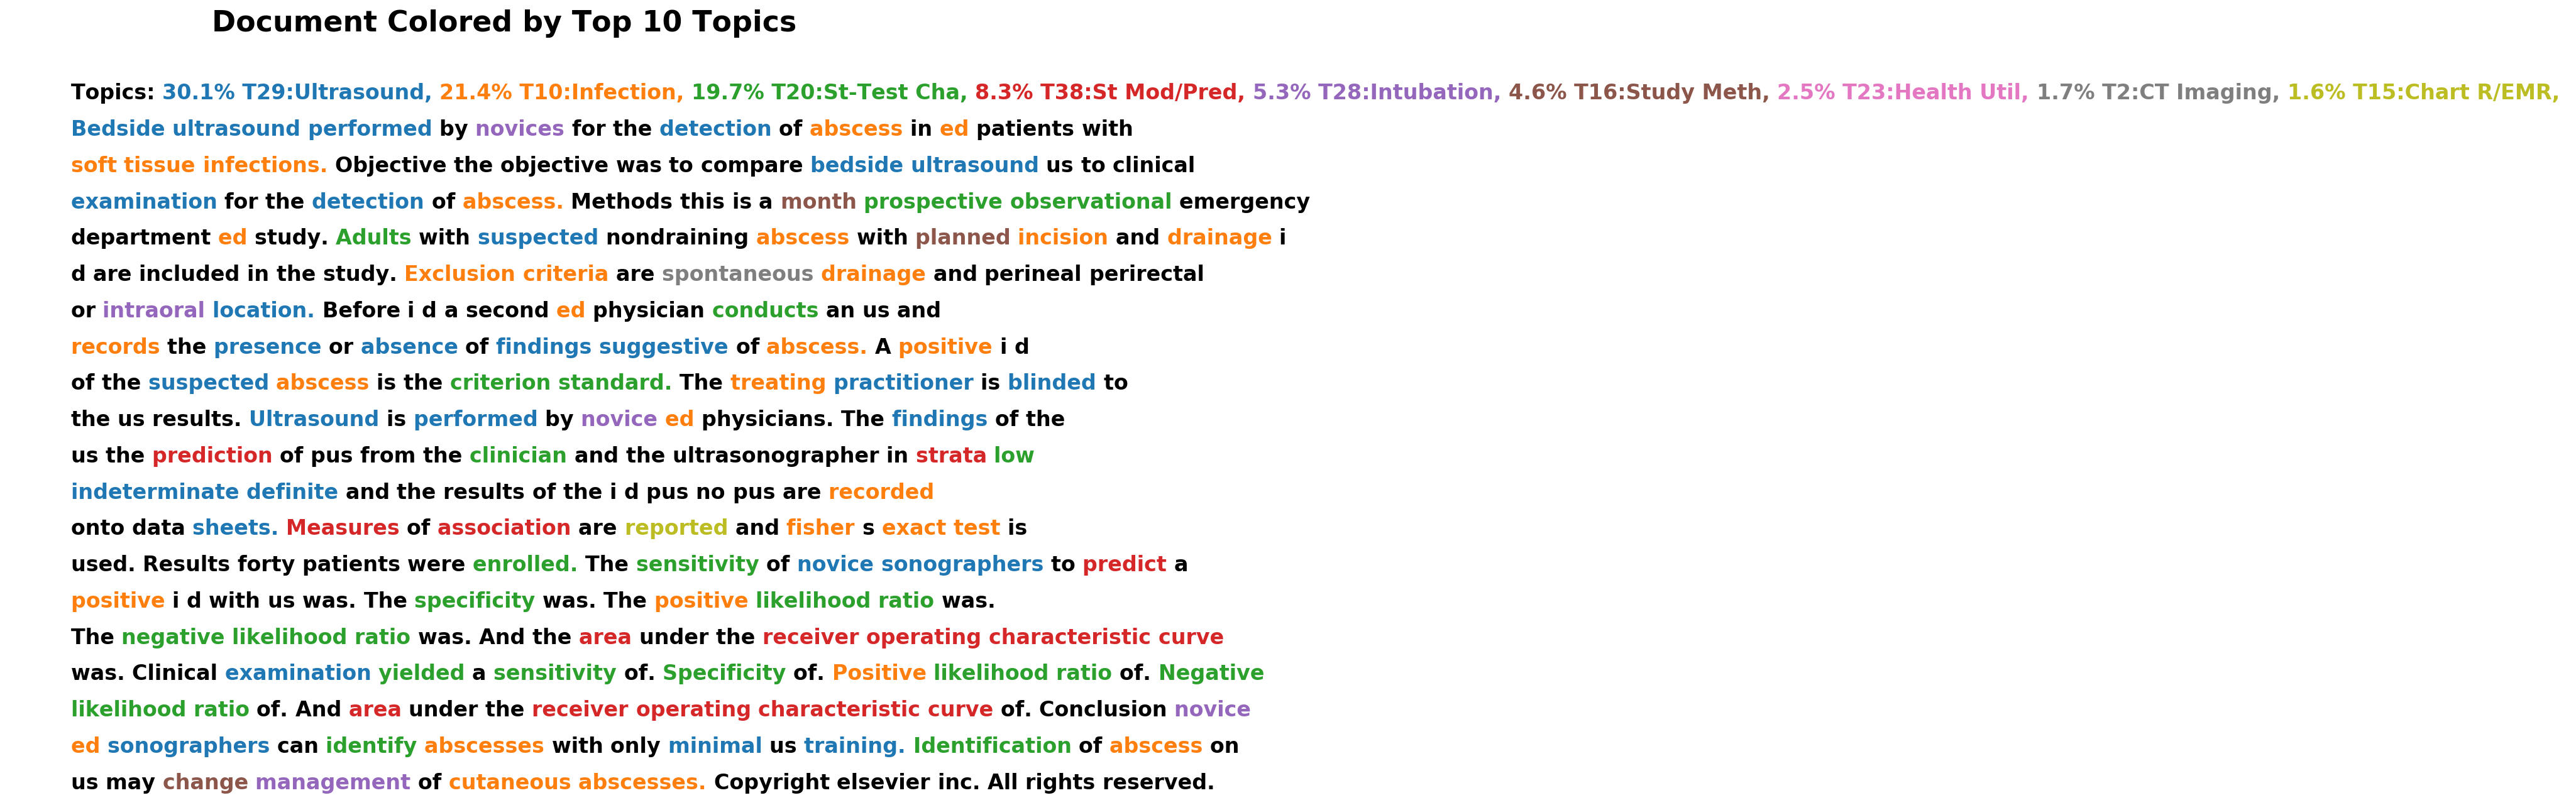 Document Colored by Top 10 Topics
Topics: 30.1% T29:Ultrasound, 21.4% T10:Infection, 19.7% T20:St-Test Cha, 8.3% T38:St Mod/Pred, 5.3% T28:Intubation, 4.6% T16:Study Meth, 2.5% T23:Health Util, 1.7% T2:CT Imaging, 1.6% T15:Chart R/EMR,
Bedside ultrasound performed by novices for the detection of abscess in ed patients with
soft tissue infections. Objective the objective was to compare bedside ultrasound us to clinical
examination for the detection of abscess. Methods this is a month prospective observational emergency
department ed study. Adults with suspected nondraining abscess with planned incision and drainage i
d are included in the study. Exclusion criteria are spontaneous drainage and perineal perirectal
or intraoral location. Before i d a second ed physician conducts an us and
records the presence or absence of findings suggestive of abscess. A positive i d
of the suspected abscess is the criterion standard. The treating practitioner is blinded to
the us results. Ultrasound is performed by novice ed physicians. The findings of the
us the prediction of pus from the clinician and the ultrasonographer in strata low
indeterminate definite and the results of the i d pus no pus are recorded
onto data sheets. Measures of association are reported and fisher s exact test is
used. Results forty patients were enrolled. The sensitivity of novice sonographers to predict a
positive i d with us was. The specificity was. The positive likelihood ratio was.
The negative likelihood ratio was. And the area under the receiver operating characteristic curve
was. Clinical examination yielded a sensitivity of. Specificity of. Positive likelihood ratio of. Negative
likelihood ratio of. And area under the receiver operating characteristic curve of. Conclusion novice
ed sonographers can identify abscesses with only minimal us training. Identification of abscess on
us may change management of cutaneous abscesses. Copyright elsevier inc. All rights reserved.